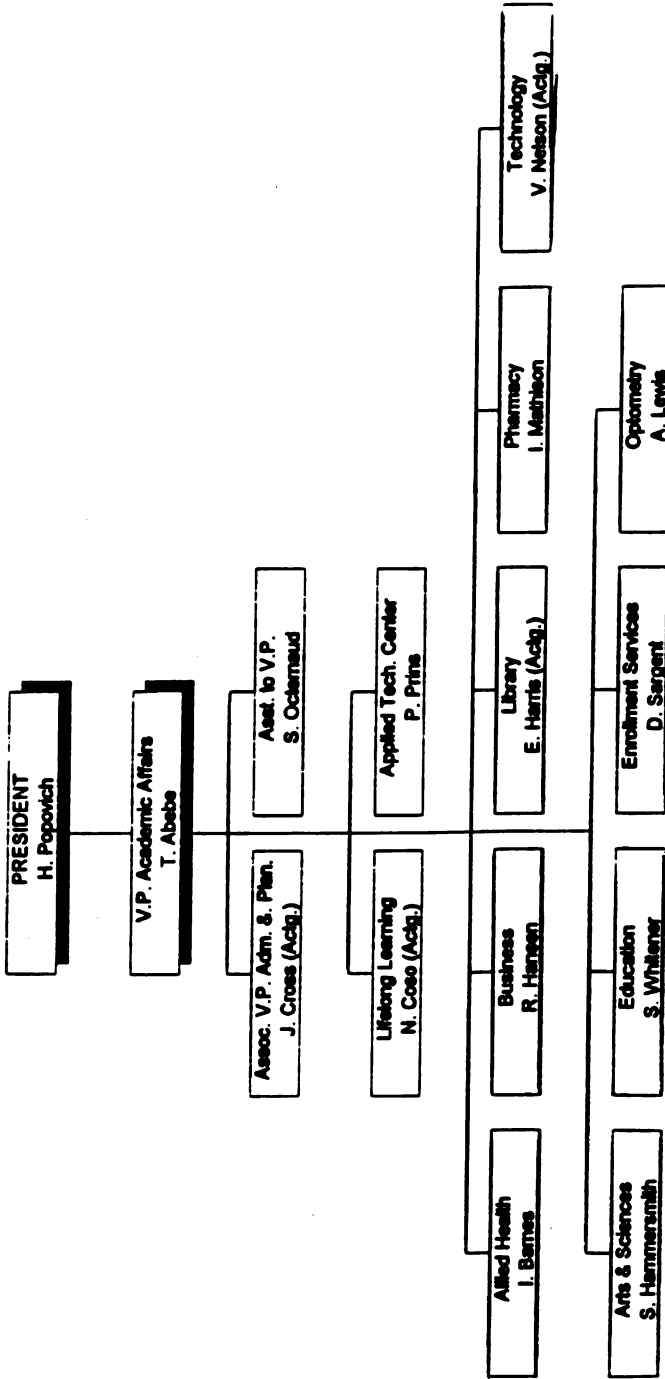 PRESIDENT
H. Popovich
V.P. Academic Affairs
T. Abebe
Assoc. V.P. Adm. &. Plan.
J. Cross (Actg.)
Asst. to V.P.
S. Octernaud
Lifelong Learning
N. Coso (Actg.)
Applied Tech. Center
P. Prins
Allied Health
I. Barnes
Business
R. Hansen
Library
E. Harris (Actg.)
Pharmacy
I. Mathison
Technology
V. Nelson (Actg.)
Arts & Sciences
S. Hammersmith
Education
S. Whitener
Enrollment Services
D. Sargent
Optometry
A. Lewis